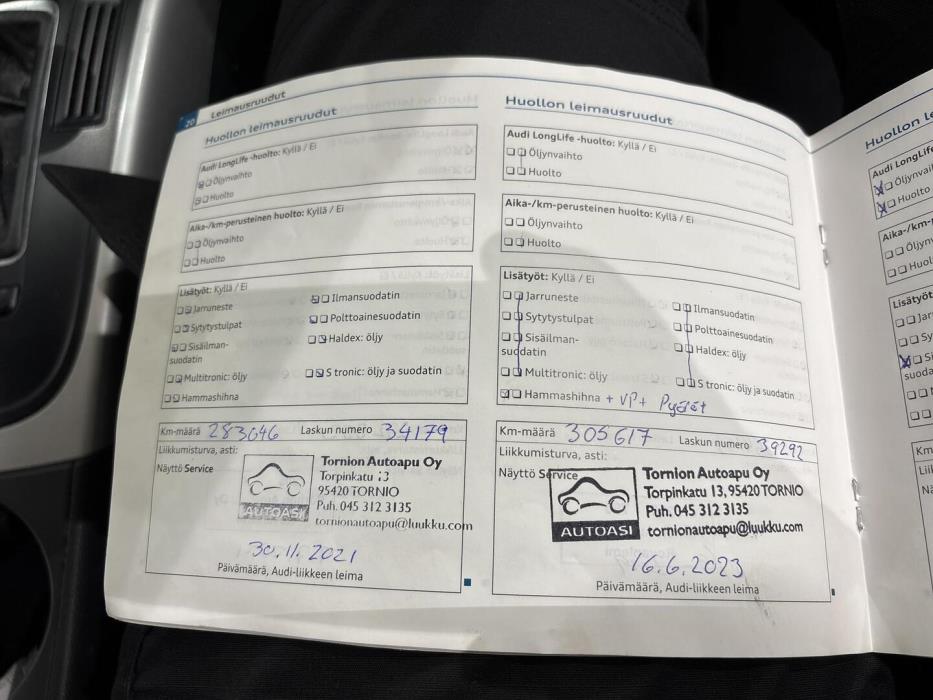 20 Leimausruudut
Huollon leimausruudut
Audi LongLife -huolto: Kyllä / Ei
Öljynvaihto
Huolto
Aika-/km-perusteinen huolto: Kyllä / Ei
Öljynvaihto
Huolto
Lisätyöt: Kyllä / Ei
Jarruneste
Ilmansuodatin
Sytytystulpat
Polttoainesuodatin
Sisäilman-
suodatin
Haldex: öljy
Multitronic: öljy
S tronic: öljy ja suodatin
Hammashihna
Km-määrä 283646 Laskun numero 34179
Liikkumisturva, asti:
Näyttö Service
Tornion Autoapu Oy
Torpinkatu 13
95420 TORNIO
Puh. 045 312 3135
tornionautoapu@luukku.com
AUTOASI
30.11.2021
Päivämäärä, Audi-liikkeen leima
Huollon leimausruudut
Audi LongLife -huolto: Kyllä / Ei
Öljynvaihto
Huolto
Aika-/km-perusteinen huolto: Kyllä / Ei
Öljynvaihto
Huolto
Lisätyöt: Kyllä / Ei
Jarruneste
Ilmansuodatin
Sytytystulpat
Polttoainesuodatin
Sisäilman-
suodatin
Haldex: öljy
Multitronic: öljy
S tronic: öljy ja suodatin
Hammashihna + VP+ Pyörät
Km-määrä 305617 Laskun numero 39292
Liikkumisturva, asti:
Näyttö Service
Tornion Autoapu Oy
Torpinkatu 13, 95420 TORNIO
Puh. 045 312 3135
tornionautoapu@luukku.com
AUTOASI
16.6.2023
Päivämäärä, Audi-liikkeen leima
Huollon
Audi LongLife
Huolto